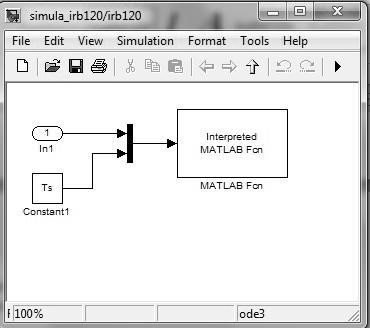 simula_irb120/irb120
File Edit View Simulation Format Tools Help
1
In1
Ts
Constant1
Interpreted
MATLAB Fcn
MATLAB Fcn
100%
ode3